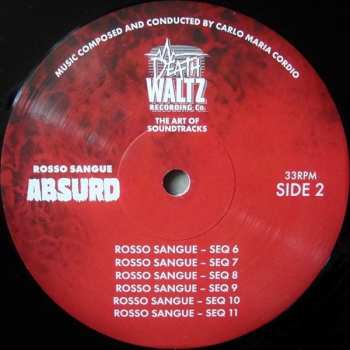 MUSIC COMPOSED AND CONDUCTED BY CARLO MARIA CORDIO
DEATH
WALTZ
RECORDING Co.
THE ART OF
SOUNDTRACKS
ROSSO SANGUE
ABSURD
33RPM
SIDE 2
ROSSO SANGUE – SEQ 6
ROSSO SANGUE – SEQ 7
ROSSO SANGUE – SEQ 8
ROSSO SANGUE – SEQ 9
ROSSO SANGUE – SEQ 10
ROSSO SANGUE – SEQ 11